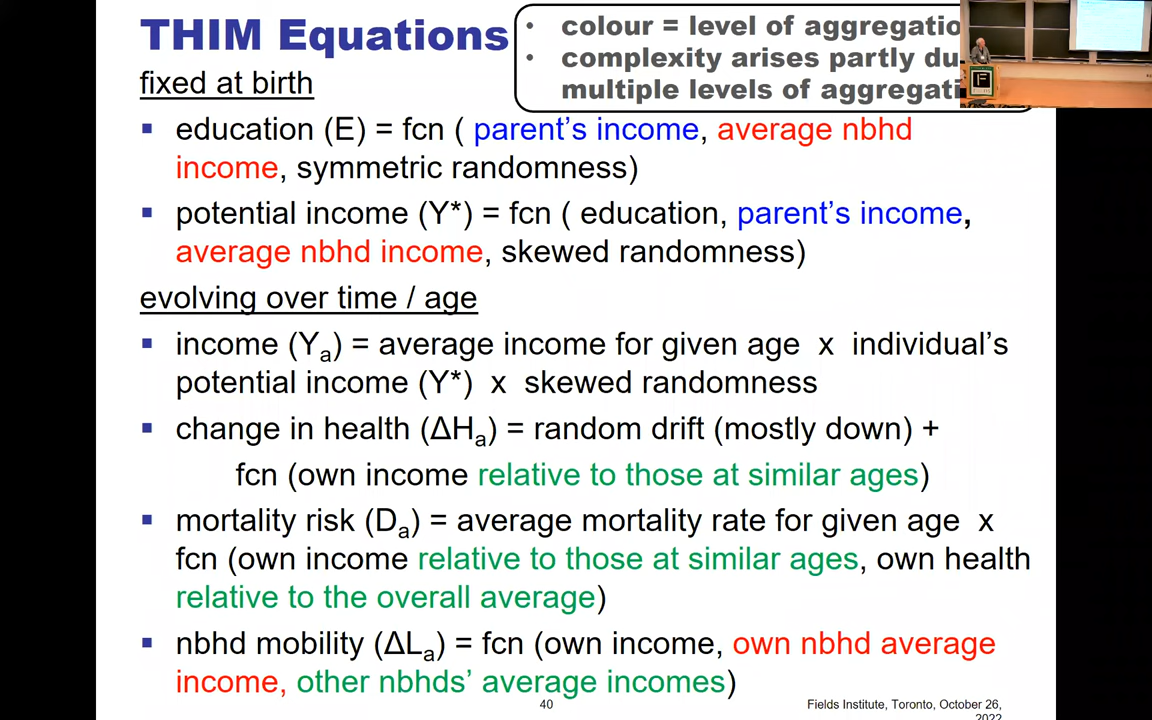 THIM Equations
• colour = level of aggregatio
• complexity arises partly du
multiple levels of aggregati
fixed at birth
▪ education (E) = fcn ( parent's income, average nbhd
income, symmetric randomness)
▪ potential income (Y*) = fcn ( education, parent's income,
average nbhd income, skewed randomness)
evolving over time / age
▪ income (Yₐ) = average income for given age x individual's
potential income (Y*) x skewed randomness
▪ change in health (ΔHₐ) = random drift (mostly down) +
fcn (own income relative to those at similar ages)
▪ mortality risk (Dₐ) = average mortality rate for given age x
fcn (own income relative to those at similar ages, own health
relative to the overall average)
▪ nbhd mobility (ΔLₐ) = fcn (own income, own nbhd average
income, other nbhds' average incomes)
40
Fields Institute, Toronto, October 26,
2022